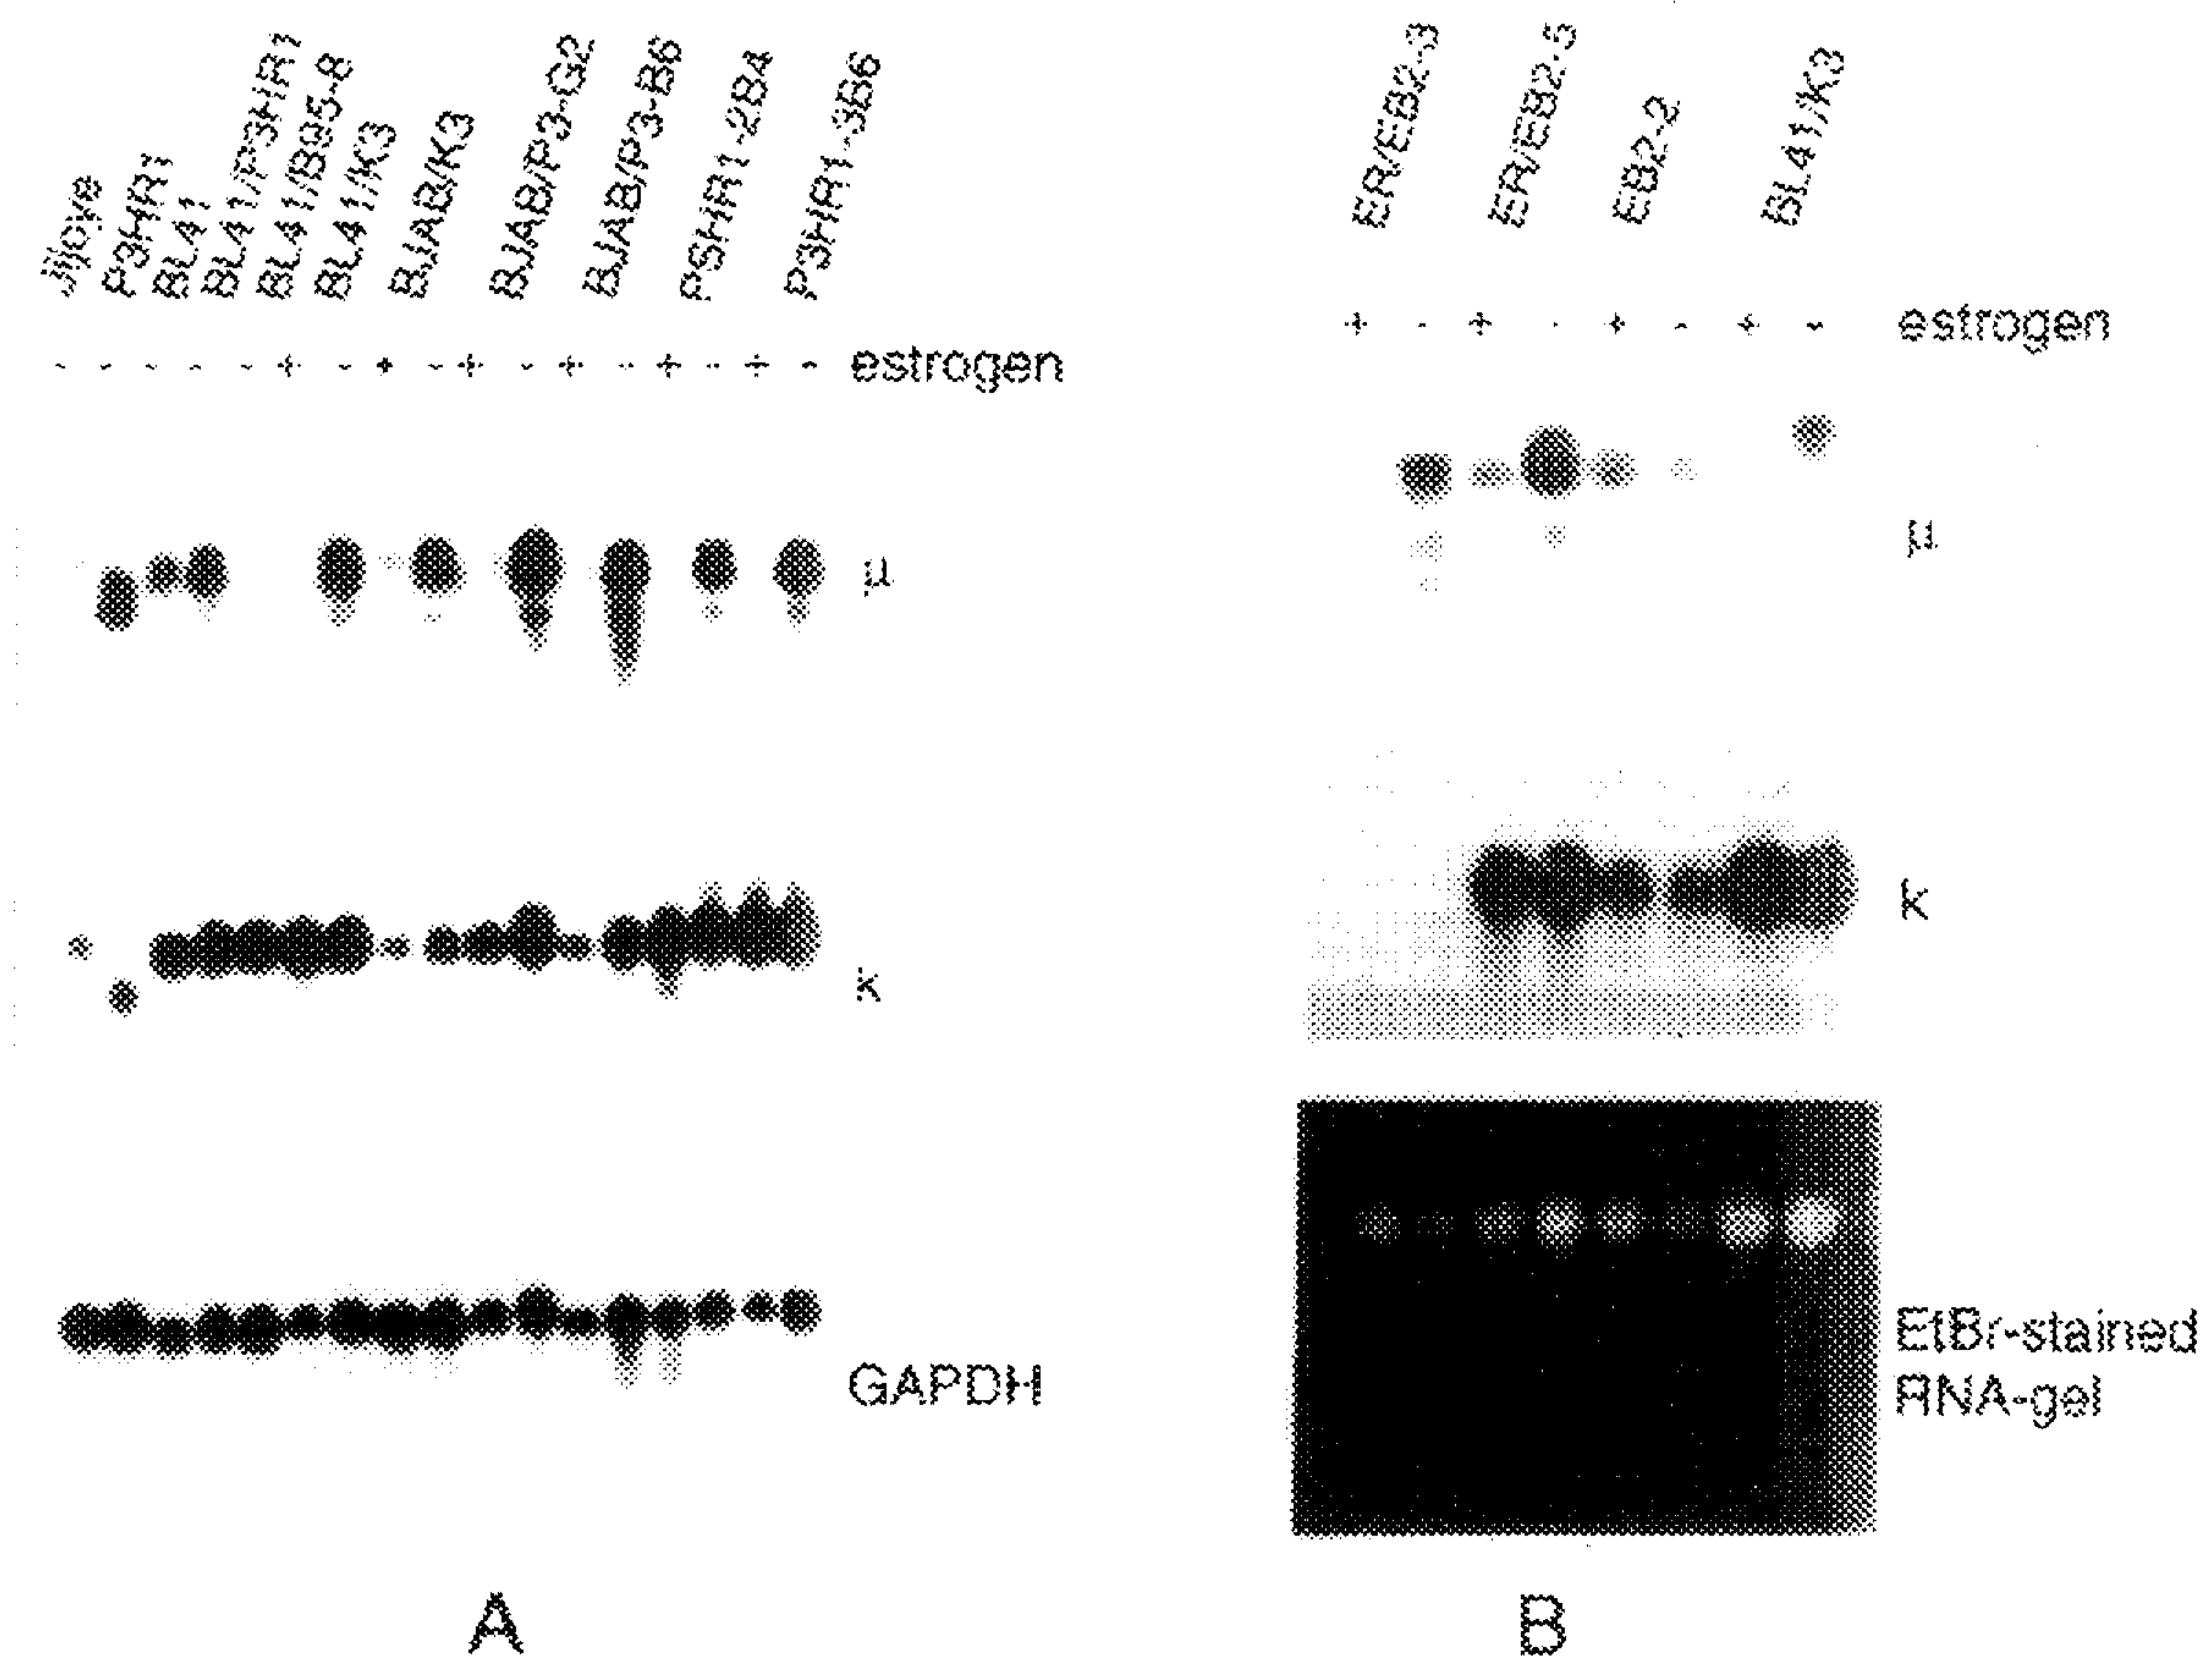 Jijoye
P3HR1
BL41
BL41/P3HR1
BL41/B95-8
BL41/K3
BJAB/K3
BJAB/P3-G2
BJAB/P3-B6
PSHR1-2B4
P3HR1-3B6
- - - - - + - + - + - + - + - + - estrogen
μ
k
GAPDH
A
ER/EB2-3
ER/EB2-5
EB2-2
BL41/K3
+ - + - + - + - estrogen
μ
k
EtBr-stained
RNA-gel
B